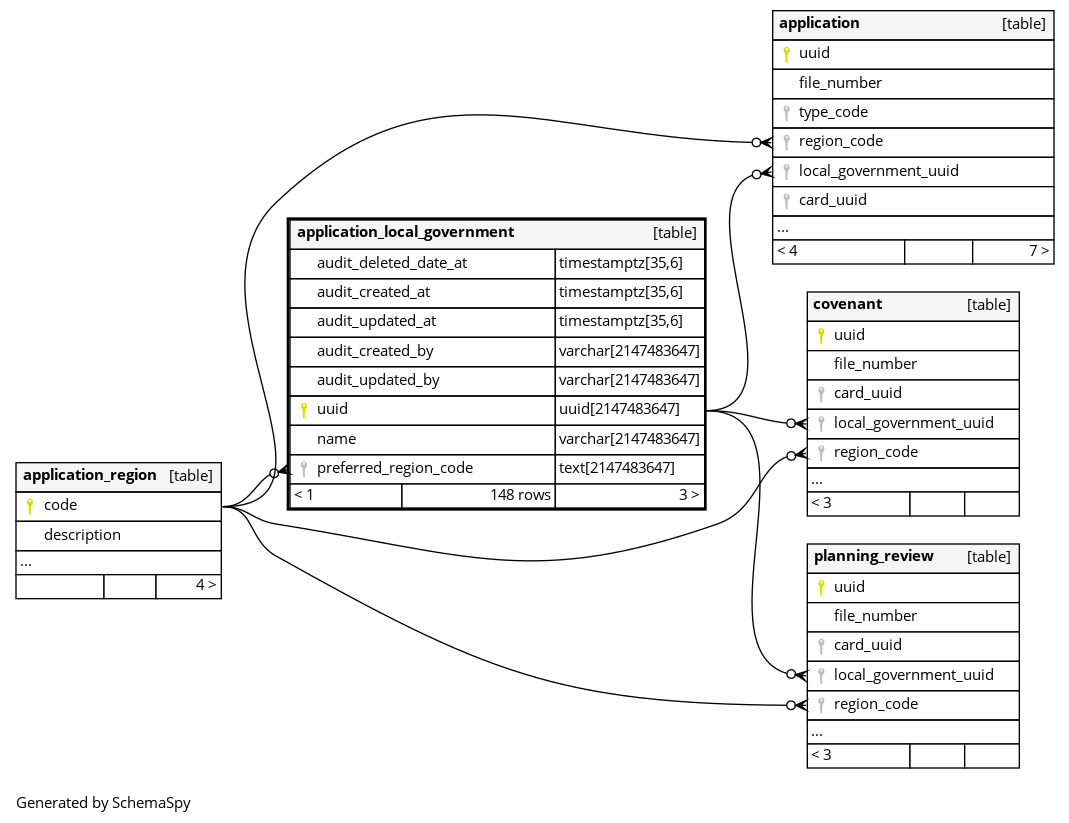 application [table]
uuid
file_number
type_code
region_code
local_government_uuid
card_uuid
...
< 4 7 >
application_local_government [table]
audit_deleted_date_at timestamptz[35,6]
audit_created_at timestamptz[35,6]
audit_updated_at timestamptz[35,6]
audit_created_by varchar[2147483647]
audit_updated_by varchar[2147483647]
uuid uuid[2147483647]
name varchar[2147483647]
preferred_region_code text[2147483647]
< 1 148 rows 3 >
covenant [table]
uuid
file_number
card_uuid
local_government_uuid
region_code
...
< 3
application_region [table]
code
description
...
4 >
planning_review [table]
uuid
file_number
card_uuid
local_government_uuid
region_code
...
< 3
Generated by SchemaSpy